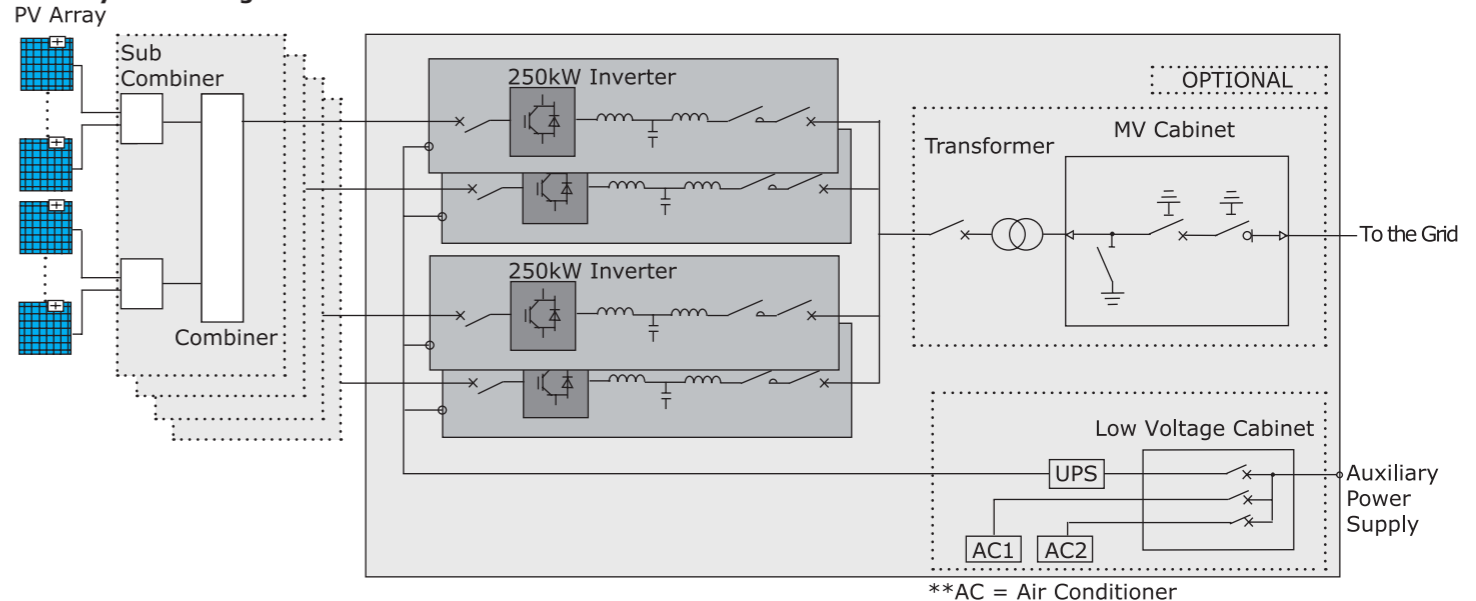 PV Array
Sub
Combiner
Combiner
250kW Inverter
250kW Inverter
OPTIONAL
Transformer
MV Cabinet
To the Grid
Low Voltage Cabinet
UPS
AC1
AC2
Auxiliary
Power
Supply
**AC = Air Conditioner